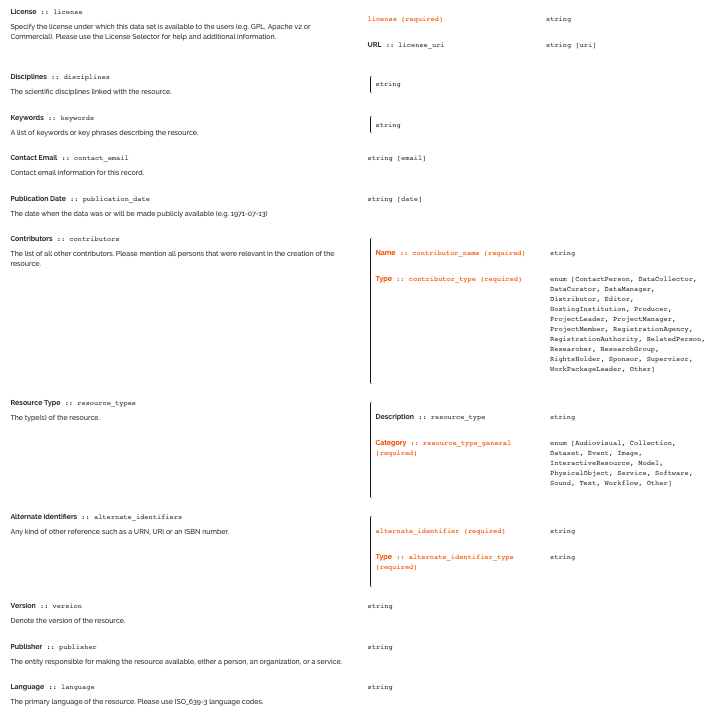 License :: license
Specify the license under which this data set is available to the users (e.g. GPL, Apache v2 or
Commercial). Please use the License Selector for help and additional information.
license (required) string
URL :: license_uri string [uri]
Disciplines :: disciplines
The scientific disciplines linked with the resource.
string
Keywords :: keywords
A list of keywords or key phrases describing the resource.
string
Contact Email :: contact_email string [email]
Contact email information for this record.
Publication Date :: publication_date string [date]
The date when the data was or will be made publicly available (e.g. 1971-07-13)
Contributors :: contributors
The list of all other contributors. Please mention all persons that were relevant in the creation of the
resource.
Name :: contributor_name (required) string
Type :: contributor_type (required) enum [ContactPerson, DataCollector,
DataCurator, DataManager,
Distributor, Editor,
HostingInstitution, Producer,
ProjectLeader, ProjectManager,
ProjectMember, RegistrationAgency,
RegistrationAuthority, RelatedPerson,
Researcher, ResearchGroup,
RightsHolder, Sponsor, Supervisor,
WorkPackageLeader, Other]
Resource Type :: resource_types
The type(s) of the resource.
Description :: resource_type string
Category :: resource_type_general
(required)
enum [Audiovisual, Collection,
Dataset, Event, Image,
InteractiveResource, Model,
PhysicalObject, Service, Software,
Sound, Text, Workflow, Other]
Alternate identifiers :: alternate_identifiers
Any kind of other reference such as a URN, URI or an ISBN number.
alternate_identifier (required) string
Type :: alternate_identifier_type
(required)
string
Version :: version string
Denote the version of the resource.
Publisher :: publisher string
The entity responsible for making the resource available, either a person, an organization, or a service.
Language :: language string
The primary language of the resource. Please use ISO_639-3 language codes.